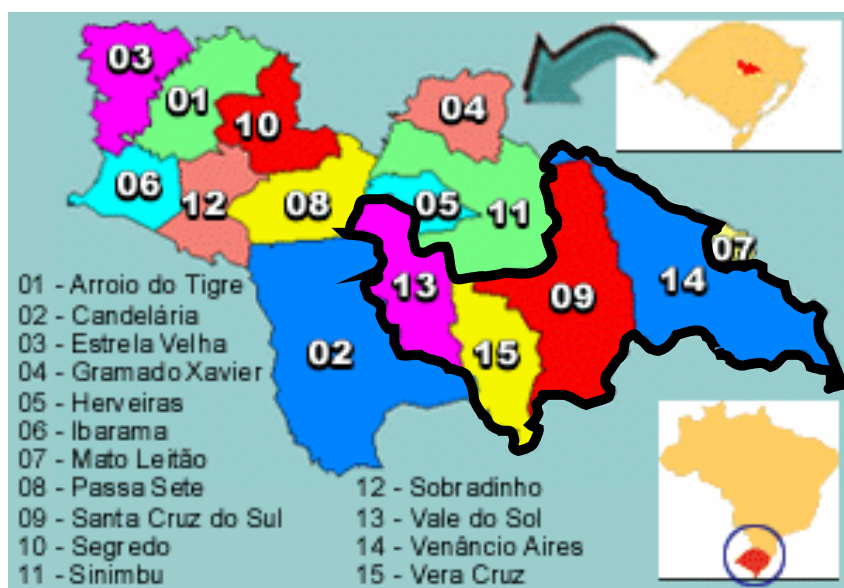 03
01
10
04
06
12
08
05
11
07
13
09
14
02
15
01 - Arroio do Tigre
02 - Candelária
03 - Estrela Velha
04 - Gramado Xavier
05 - Herveiras
06 - Ibarama
07 - Mato Leitão
08 - Passa Sete
09 - Santa Cruz do Sul
10 - Segredo
11 - Sinimbu
12 - Sobradinho
13 - Vale do Sol
14 - Venâncio Aires
15 - Vera Cruz